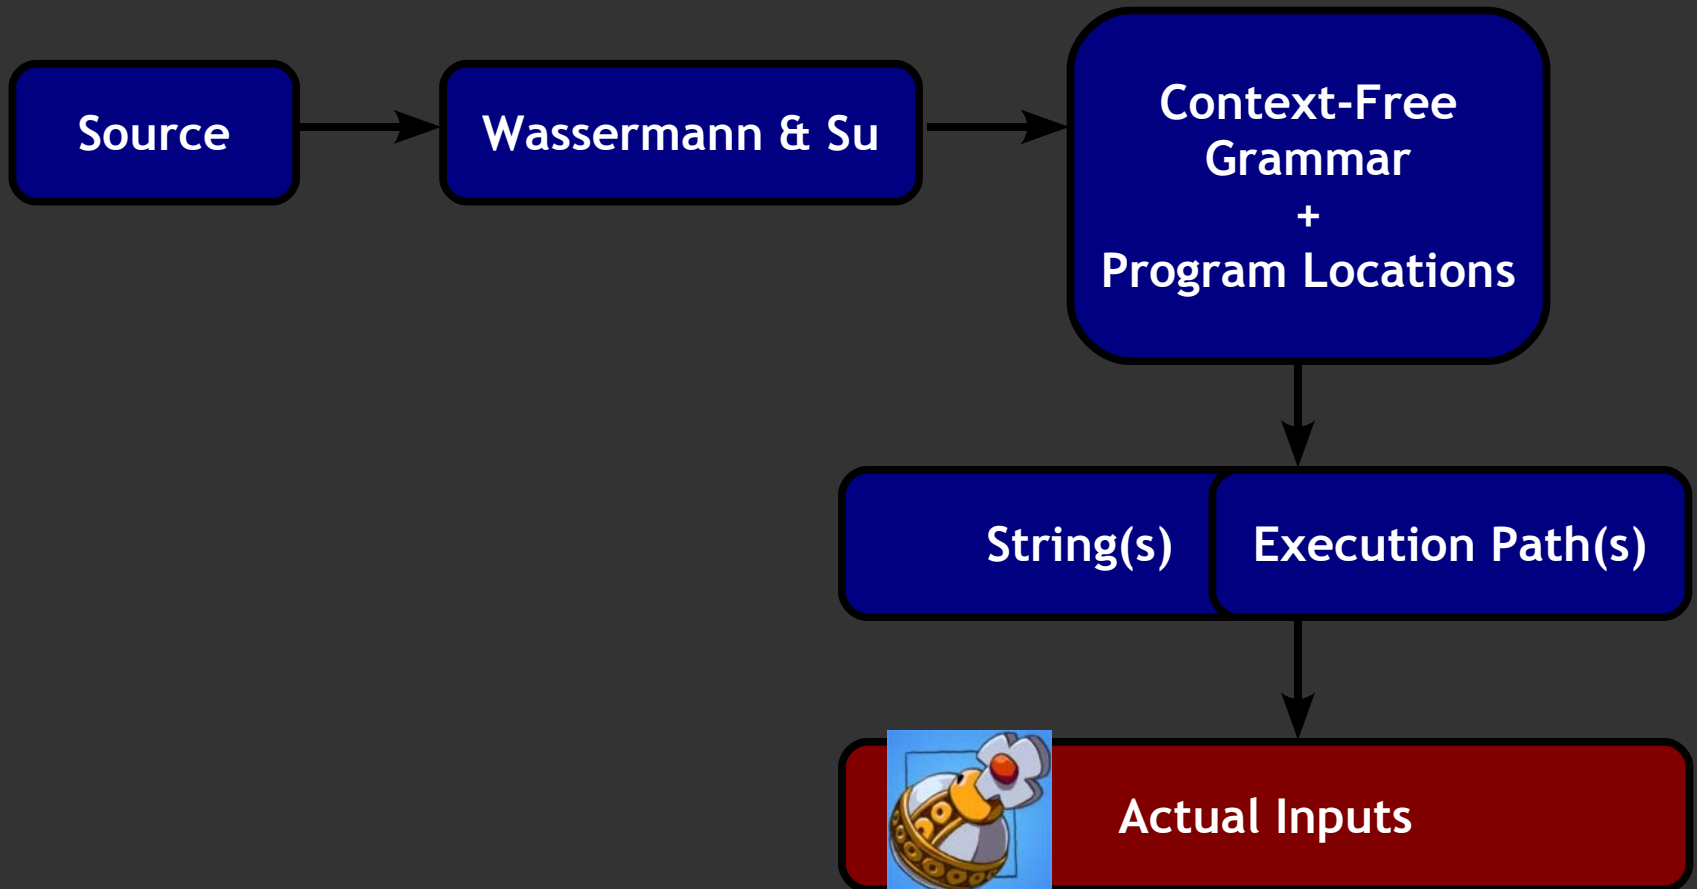 Source
Wassermann & Su
Context-Free
Grammar
+
Program Locations
String(s)
Execution Path(s)
Actual Inputs